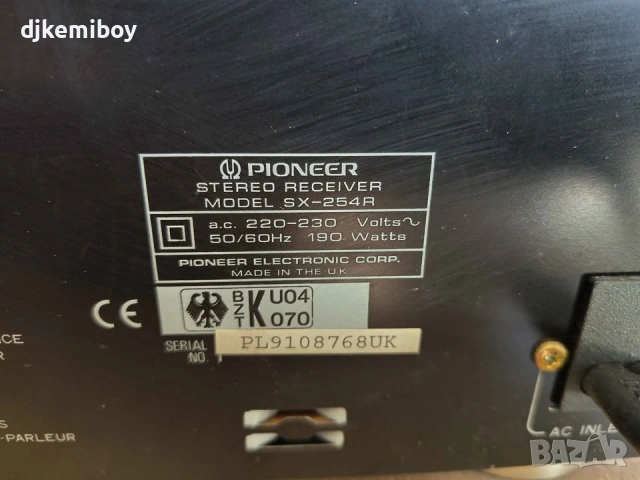 djkemiboy
PIONEER
STEREO RECEIVER
MODEL SX-254R
a.c. 220-230 Volts~
50/60Hz 190 Watts
PIONEER ELECTRONIC CORP.
MADE IN THE U.K
CE
BZT K U04 070
SERIAL NO. PL9108768UK
-PARLEUR
AC INLE
BAZAR